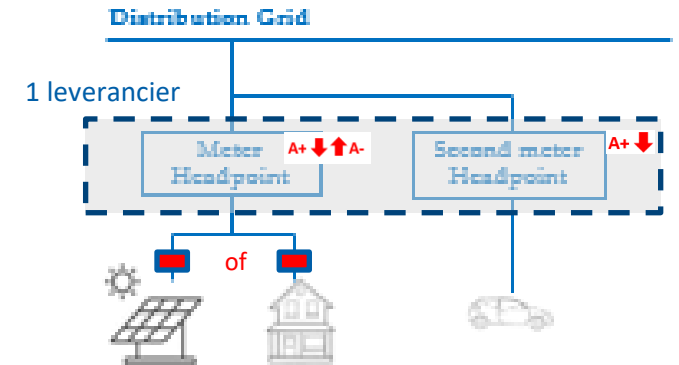 Distribution Grid
1 leverancier
Meter
Headpoint
A+ A-
Second meter
Headpoint
A+
of